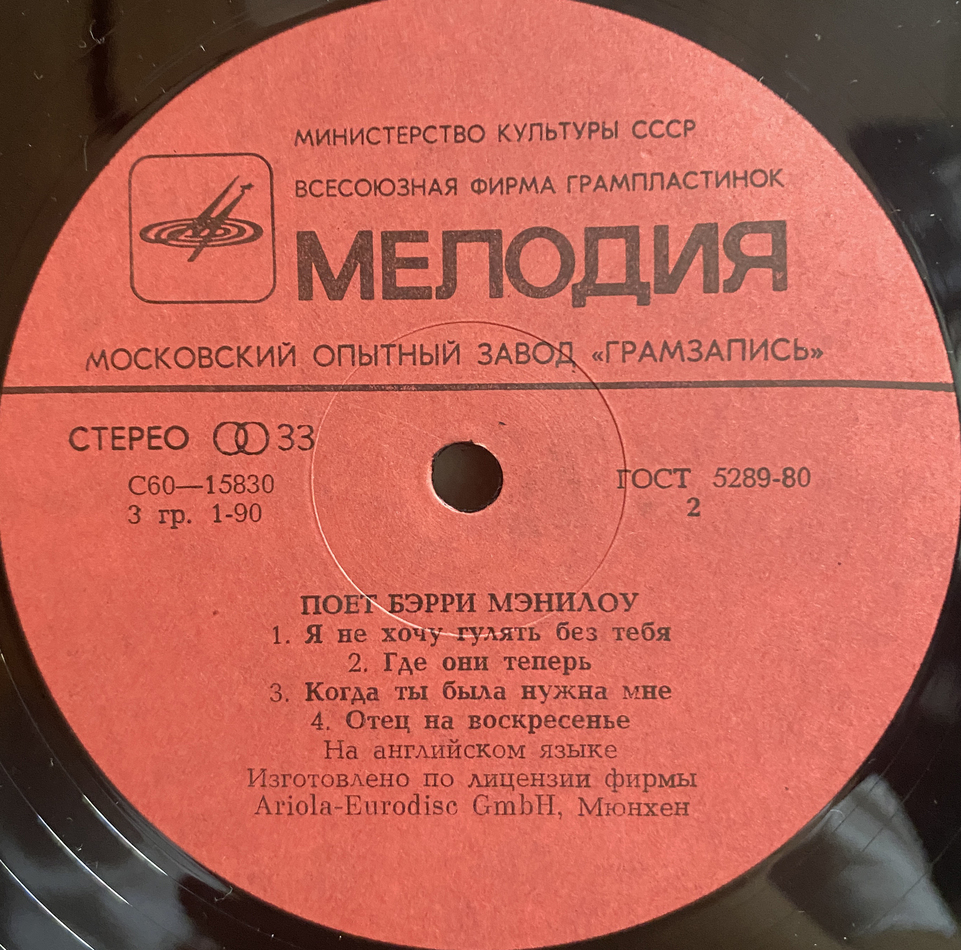 МИНИСТЕРСТВО КУЛЬТУРЫ СССР
ВСЕСОЮЗНАЯ ФИРМА ГРАМПЛАСТИНОК
МЕЛОДИЯ
МОСКОВСКИЙ ОПЫТНЫЙ ЗАВОД «ГРАМЗАПИСЬ»
СТЕРЕО 33
С60—15830
3 гр. 1-90
ГОСТ 5289-80
2
ПОЕТ БЭРРИ МЭНИЛОУ
1. Я не хочу гулять без тебя
2. Где они теперь
3. Когда ты была нужна мне
4. Отец на воскресенье
На английском языке
Изготовлено по лицензии фирмы
Ariola-Eurodisc GmbH, Мюнхен